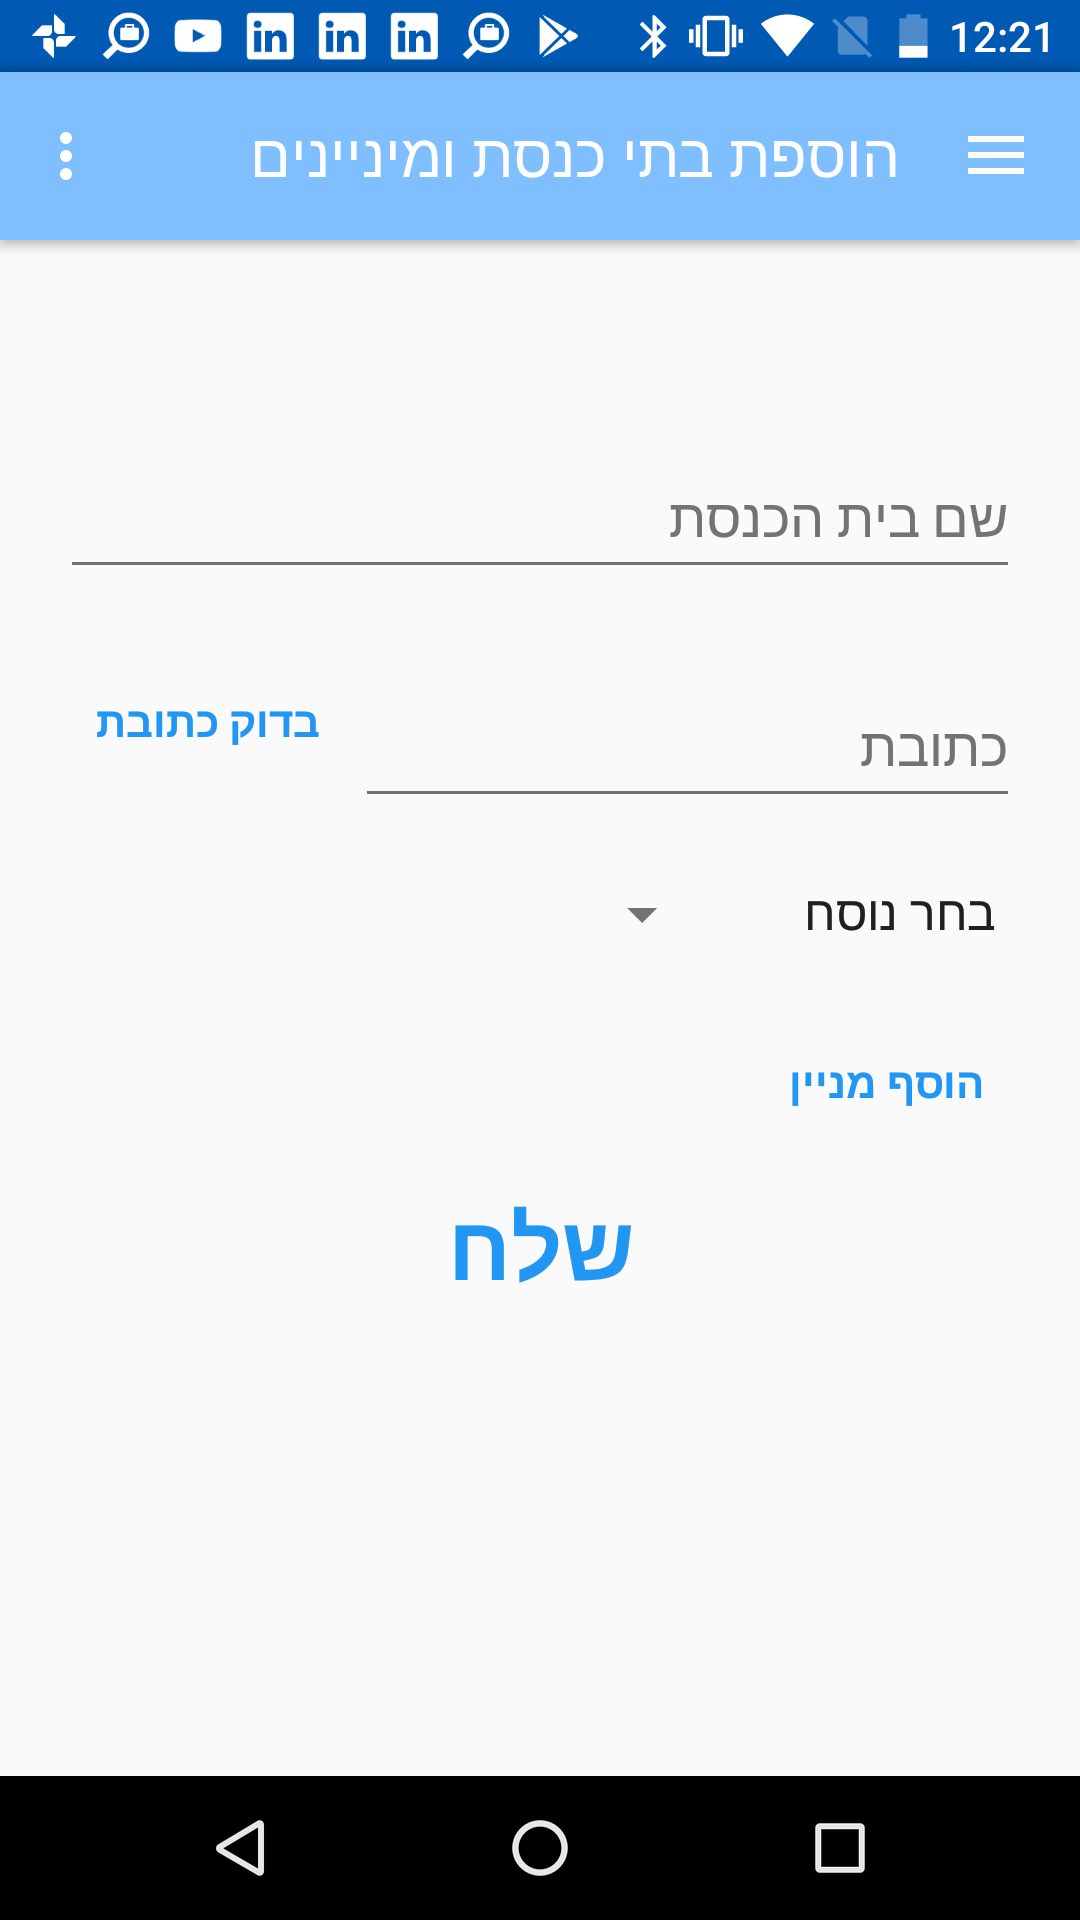 12:21
הוספת בתי כנסת ומיניינים
שם בית הכנסת
כתובת
בדוק כתובת
בחר נוסח
הוסף מניין
שלח